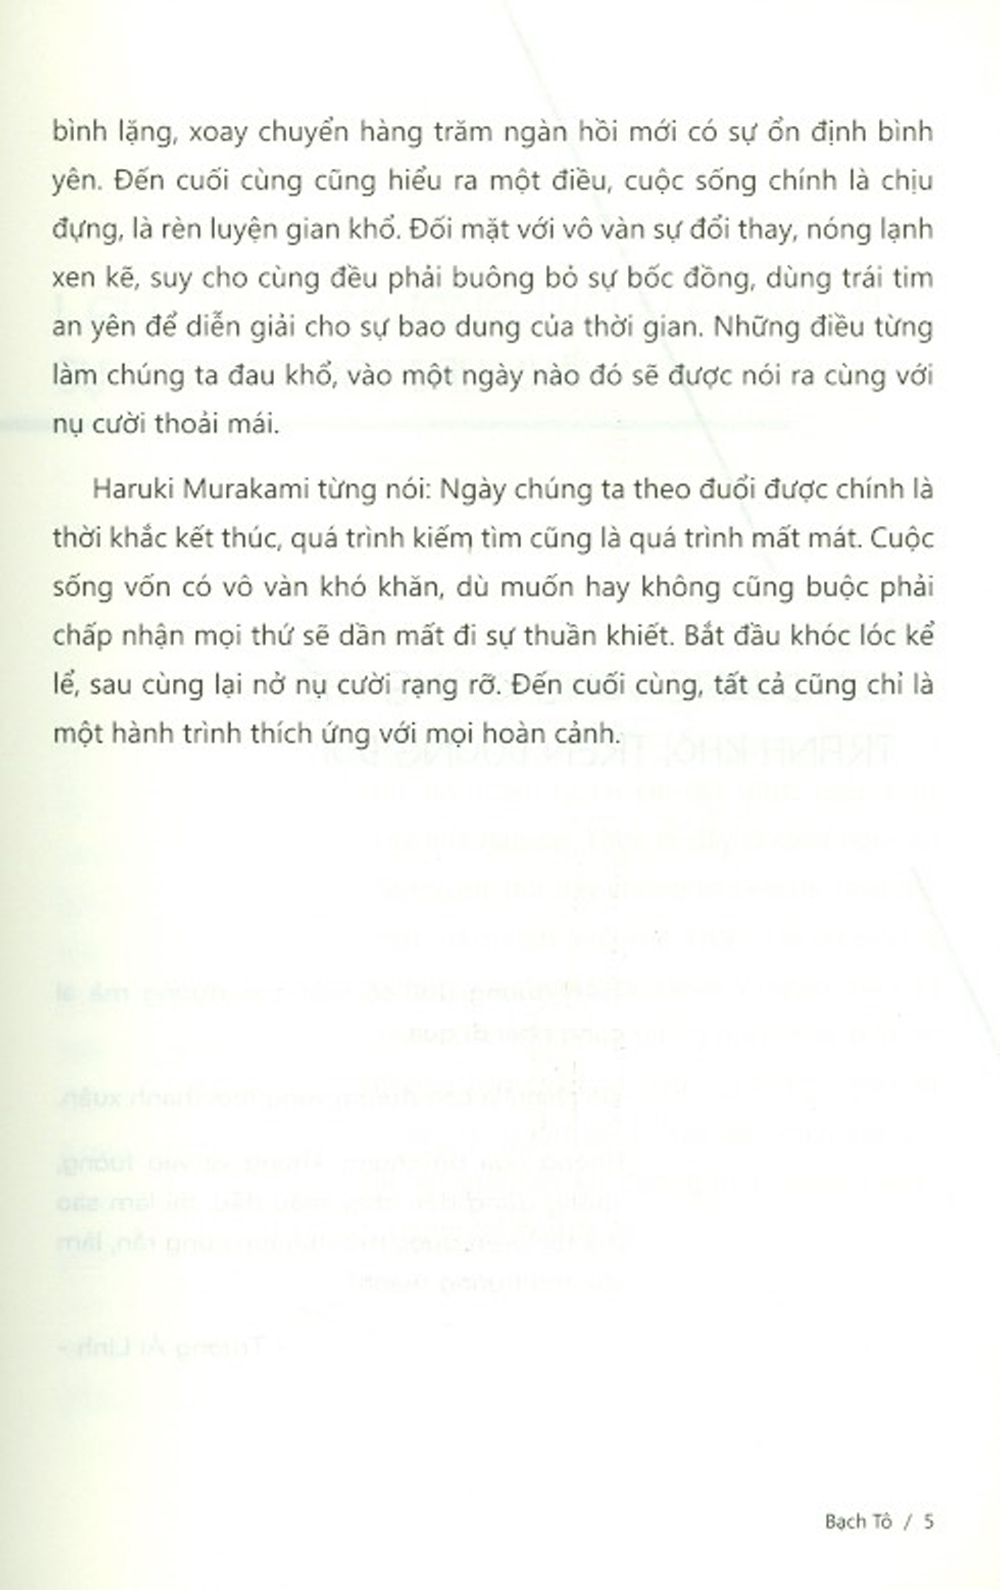 bình lặng, xoay chuyển hàng trăm ngàn hồi mới có sự ổn định bình
yên. Đến cuối cùng cũng hiểu ra một điều, cuộc sống chính là chịu
đựng, là rèn luyện gian khổ. Đối mặt với vô vàn sự đổi thay, nóng lạnh
xen kẽ, suy cho cùng đều phải buông bỏ sự bốc đồng, dùng trái tim
an yên để diễn giải cho sự bao dung của thời gian. Những điều từng
làm chúng ta đau khổ, vào một ngày nào đó sẽ được nói ra cùng với
nụ cười thoải mái.
Haruki Murakami từng nói: Ngày chúng ta theo đuổi được chính là
thời khắc kết thúc, quá trình kiếm tìm cũng là quá trình mất mát. Cuộc
sống vốn có vô vàn khó khăn, dù muốn hay không cũng buộc phải
chấp nhận mọi thứ sẽ dần mất đi sự thuần khiết. Bắt đầu khóc lóc kể
lể, sau cùng lại nở nụ cười rạng rỡ. Đến cuối cùng, tất cả cũng chỉ là
một hành trình thích ứng với mọi hoàn cảnh.
Bạch Tô / 5